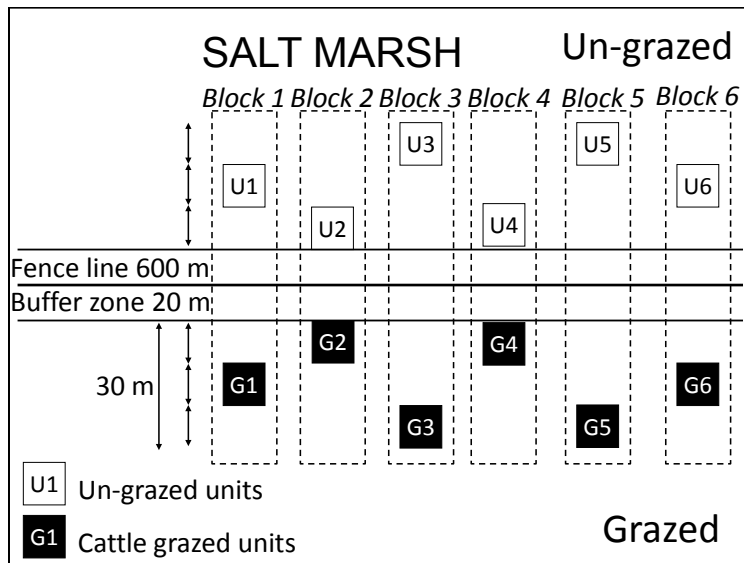 SALT MARSH Un-grazed
Block 1 Block 2 Block 3 Block 4 Block 5 Block 6
U3 U5
U1 U6
U2 U4
Fence line 600 m
Buffer zone 20 m
G2 G4
30 m G1 G6
G3 G5
U1 Un-grazed units
G1 Cattle grazed units
Grazed